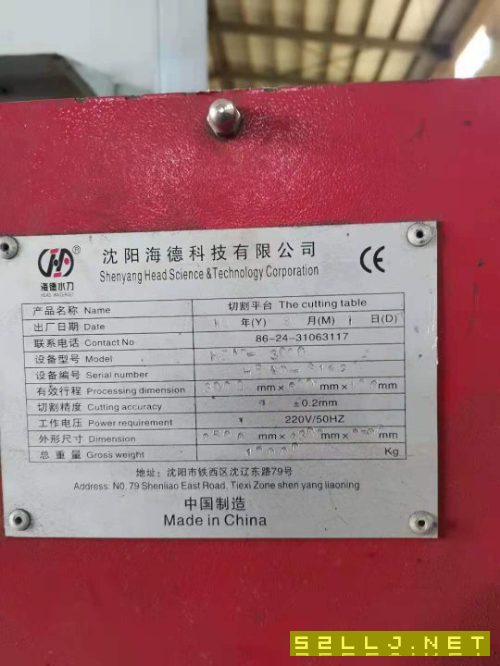 海德水刀
HEAD WATERJET
®
沈阳海德科技有限公司
Shenyang Head Science & Technology Corporation
CE
产品名称 Name 切割平台 The cutting table
出厂日期 Date 年(Y) 月(M) 日(D)
联系电话 Contact No 86-24-31063117
设备型号 Model
设备编号 Serial number
有效行程 Processing dimension mm× mm× mm
切割精度 Cutting accuracy ±0.2mm
工作电压 Power requirement 220V/50HZ
外形尺寸 Dimension mm× mm× mm
总重量 Gross weight Kg
地址: 沈阳市铁西区沈辽东路79号
Address: N0, 79 Shenliao East Road, Tiexi Zone shen yang liaoning
中国制造
Made in China
52LLJ.NET